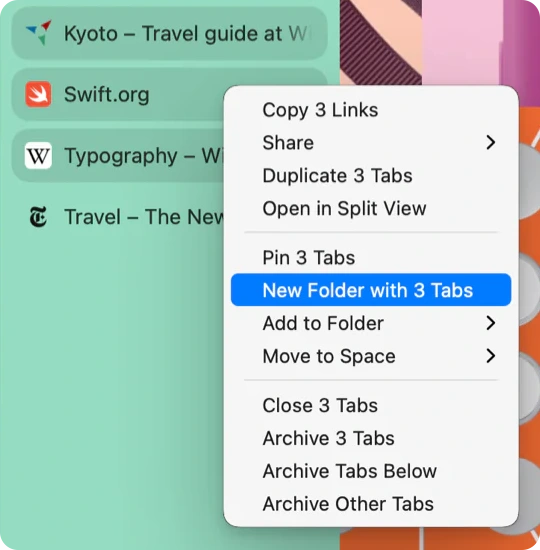 Kyoto – Travel guide at W
Swift.org
Typography – Wi
Travel – The New
Copy 3 Links
Share
Duplicate 3 Tabs
Open in Split View
Pin 3 Tabs
New Folder with 3 Tabs
Add to Folder
Move to Space
Close 3 Tabs
Archive 3 Tabs
Archive Tabs Below
Archive Other Tabs